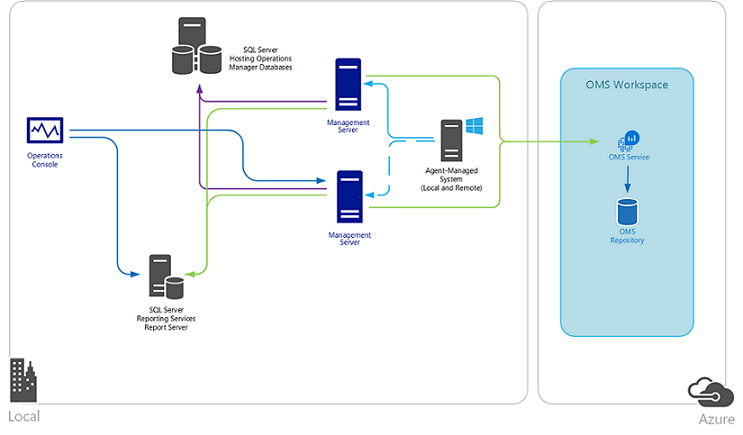 SQL Server
Hosting Operations
Manager Databases
OMS Workspace
Management
Server
Operations
Console
OMS Service
Agent-Managed
System
(Local and Remote)
Management
Server
OMS
Repository
SQL Server
Reporting Services
Report Server
Local
Azure